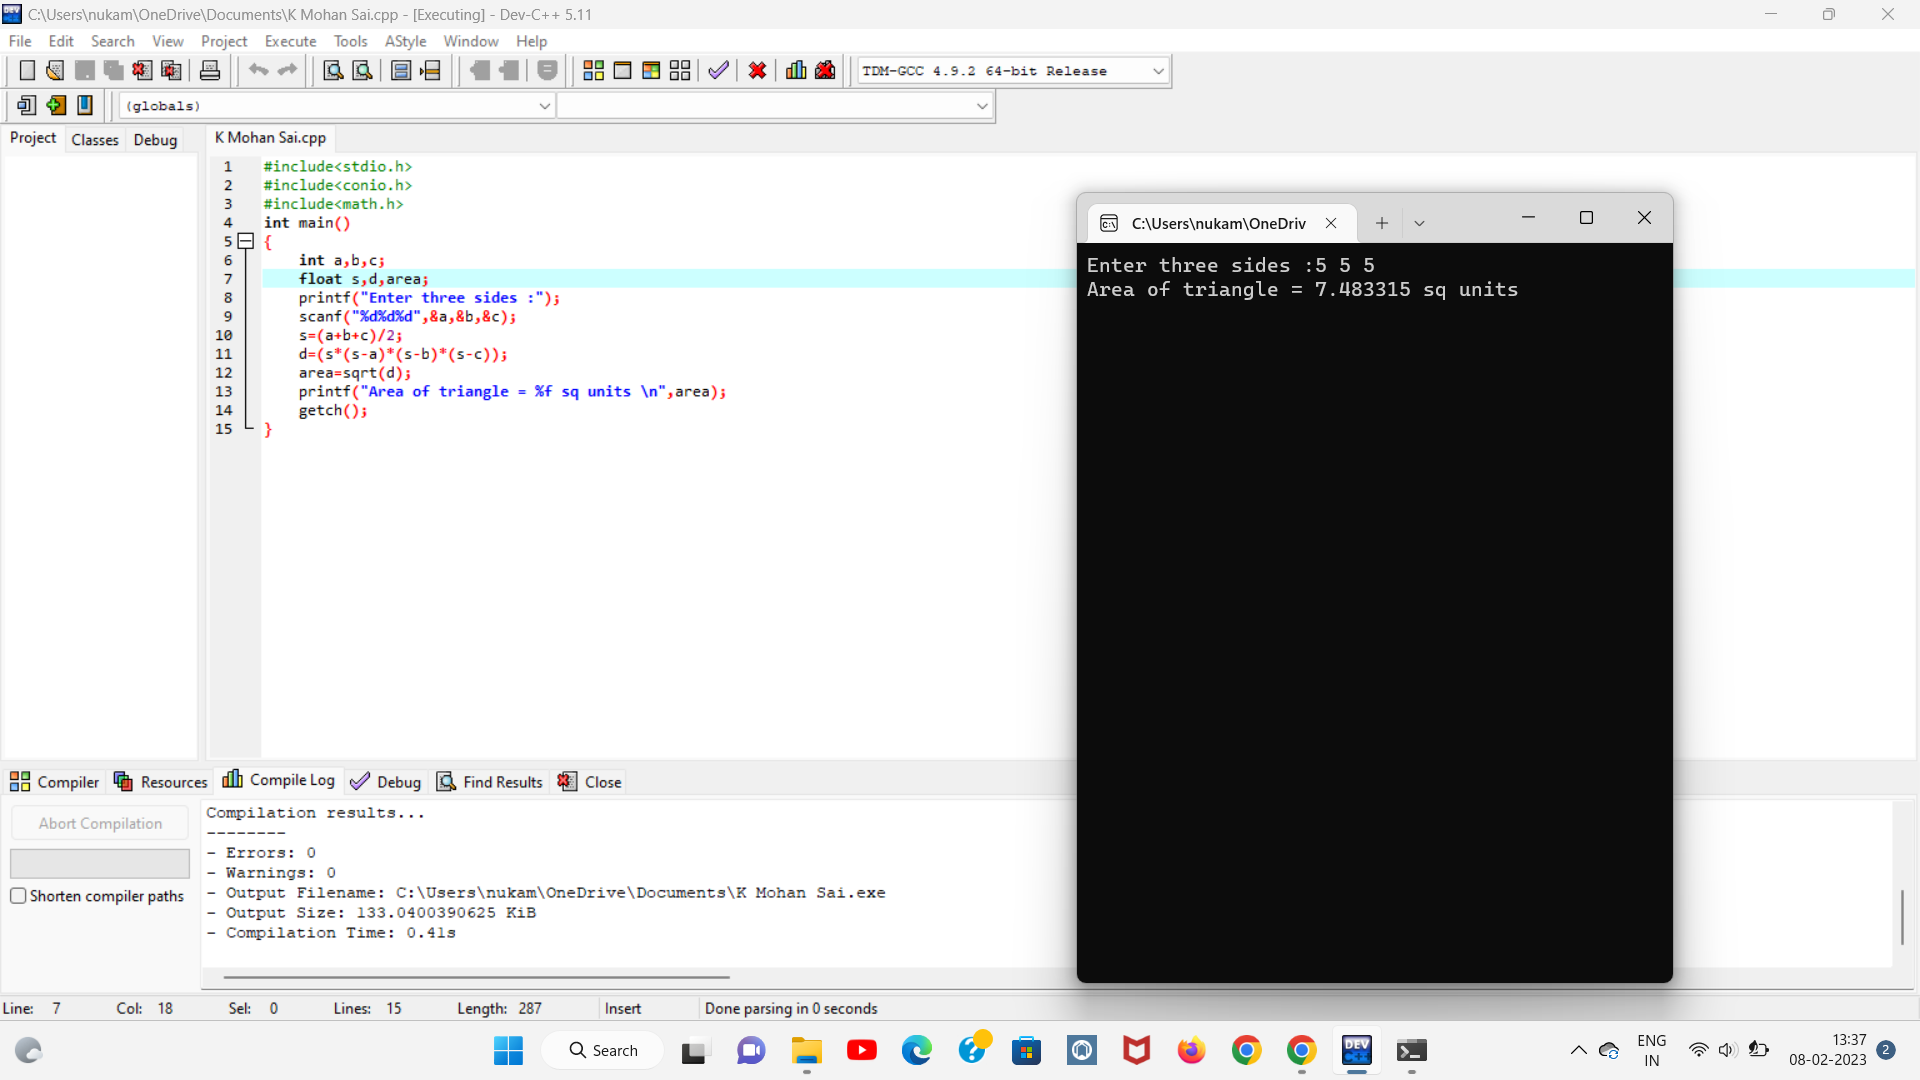 C:\Users\nukam\OneDrive\Documents\K Mohan Sai.cpp - [Executing] - Dev-C++ 5.11
File Edit Search View Project Execute Tools AStyle Window Help
TDM-GCC 4.9.2 64-bit Release
(globals)
Project Classes Debug
K Mohan Sai.cpp
1 #include<stdio.h>
2 #include<conio.h>
3 #include<math.h>
4 int main()
5 {
6 int a,b,c;
7 float s,d,area;
8 printf("Enter three sides :");
9 scanf("%d%d%d",&a,&b,&c);
10 s=(a+b+c)/2;
11 d=(s*(s-a)*(s-b)*(s-c));
12 area=sqrt(d);
13 printf("Area of triangle = %f sq units \n",area);
14 getch();
15 }
C:\Users\nukam\OneDriv
Enter three sides :5 5 5
Area of triangle = 7.483315 sq units
Compiler Resources Compile Log Debug Find Results Close
Abort Compilation
Shorten compiler paths
Compilation results...
--------
- Errors: 0
- Warnings: 0
- Output Filename: C:\Users\nukam\OneDrive\Documents\K Mohan Sai.exe
- Output Size: 133.0400390625 KiB
- Compilation Time: 0.41s
Line: 7 Col: 18 Sel: 0 Lines: 15 Length: 287 Insert Done parsing in 0 seconds
Search
DEV C++
ENG
IN
13:37
08-02-2023
2